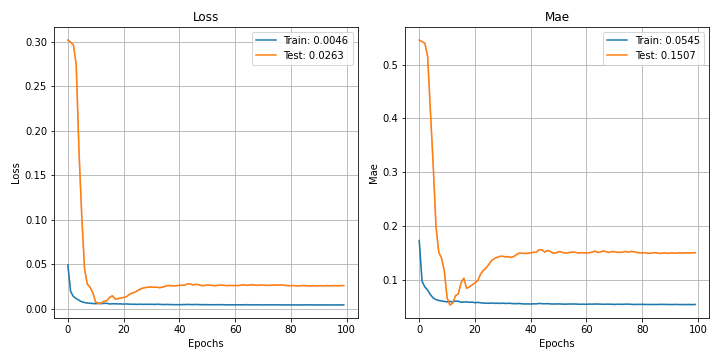 Loss
Train: 0.0046
Test: 0.0263
0.30
0.25
0.20
0.15
0.10
0.05
0.00
Loss
0 20 40 60 80 100
Epochs
Mae
Train: 0.0545
Test: 0.1507
0.5
0.4
0.3
0.2
0.1
Mae
0 20 40 60 80 100
Epochs